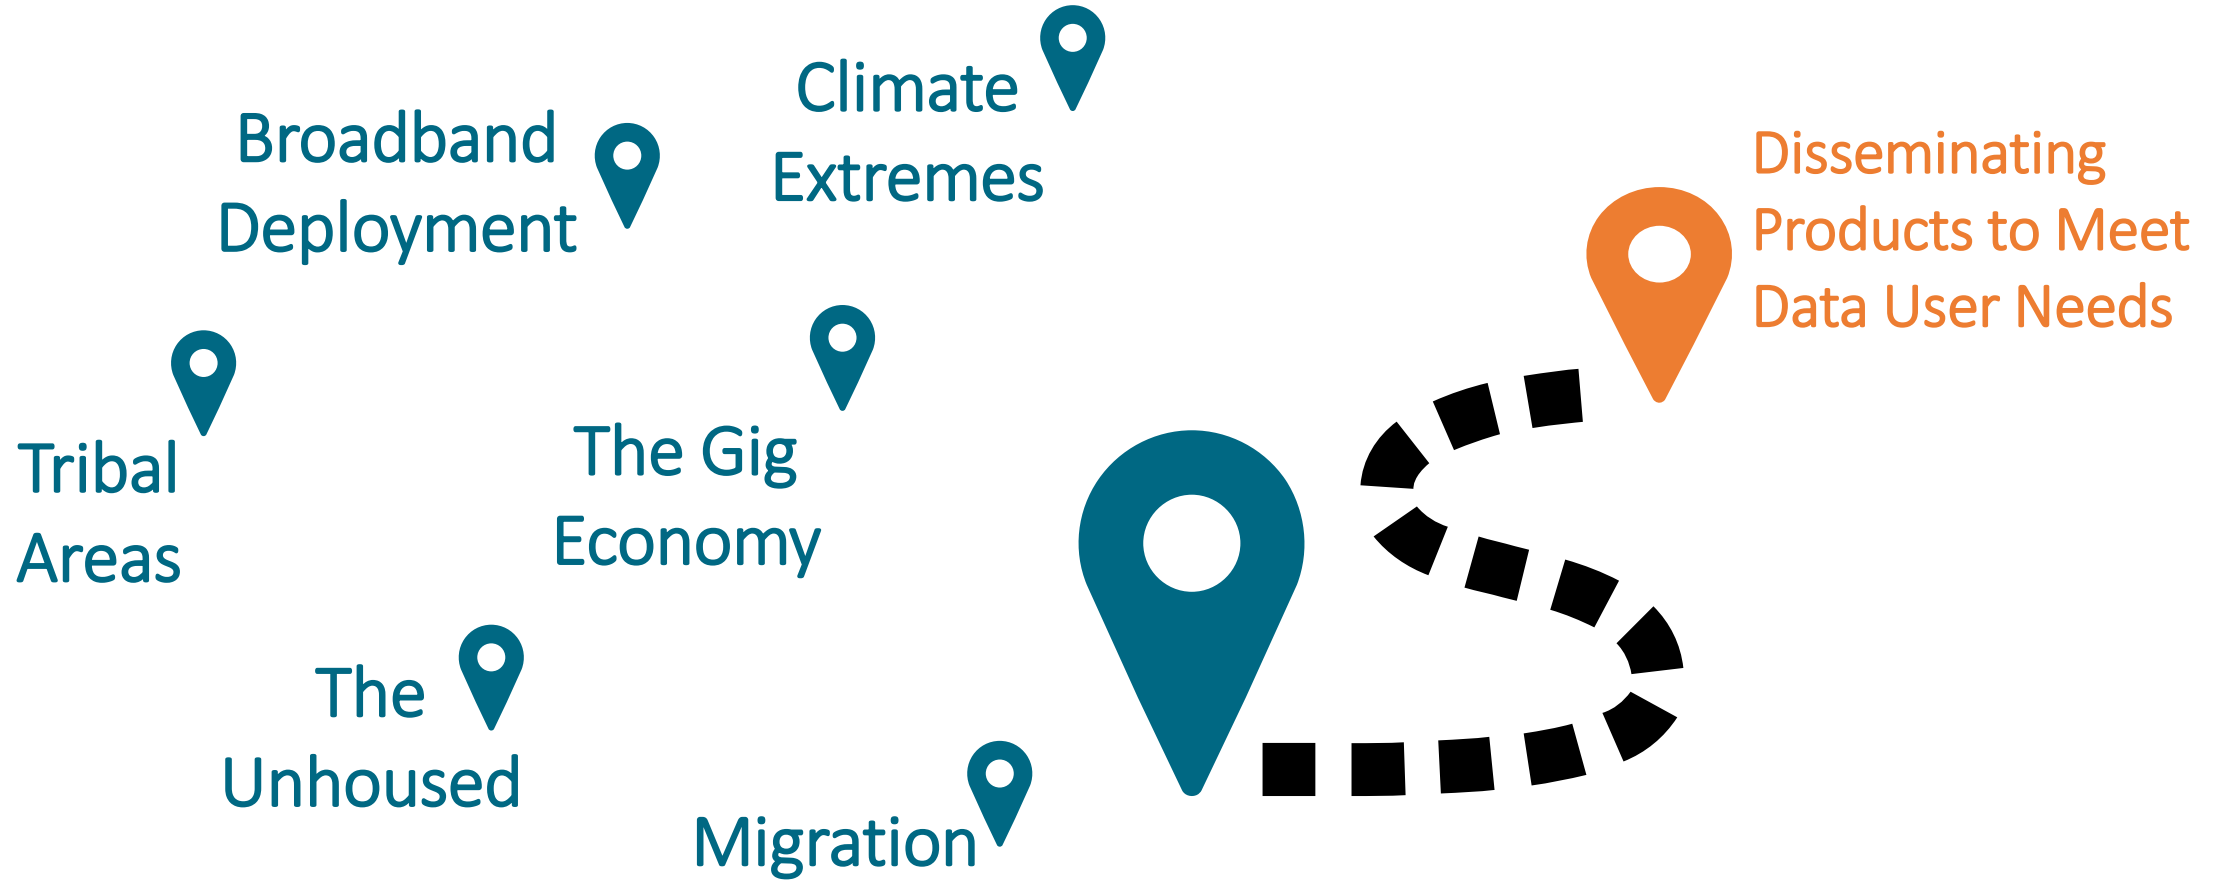 Climate
Extremes
Broadband
Deployment
Disseminating
Products to Meet
Data User Needs
Tribal
Areas
The Gig
Economy
The
Unhoused
Migration